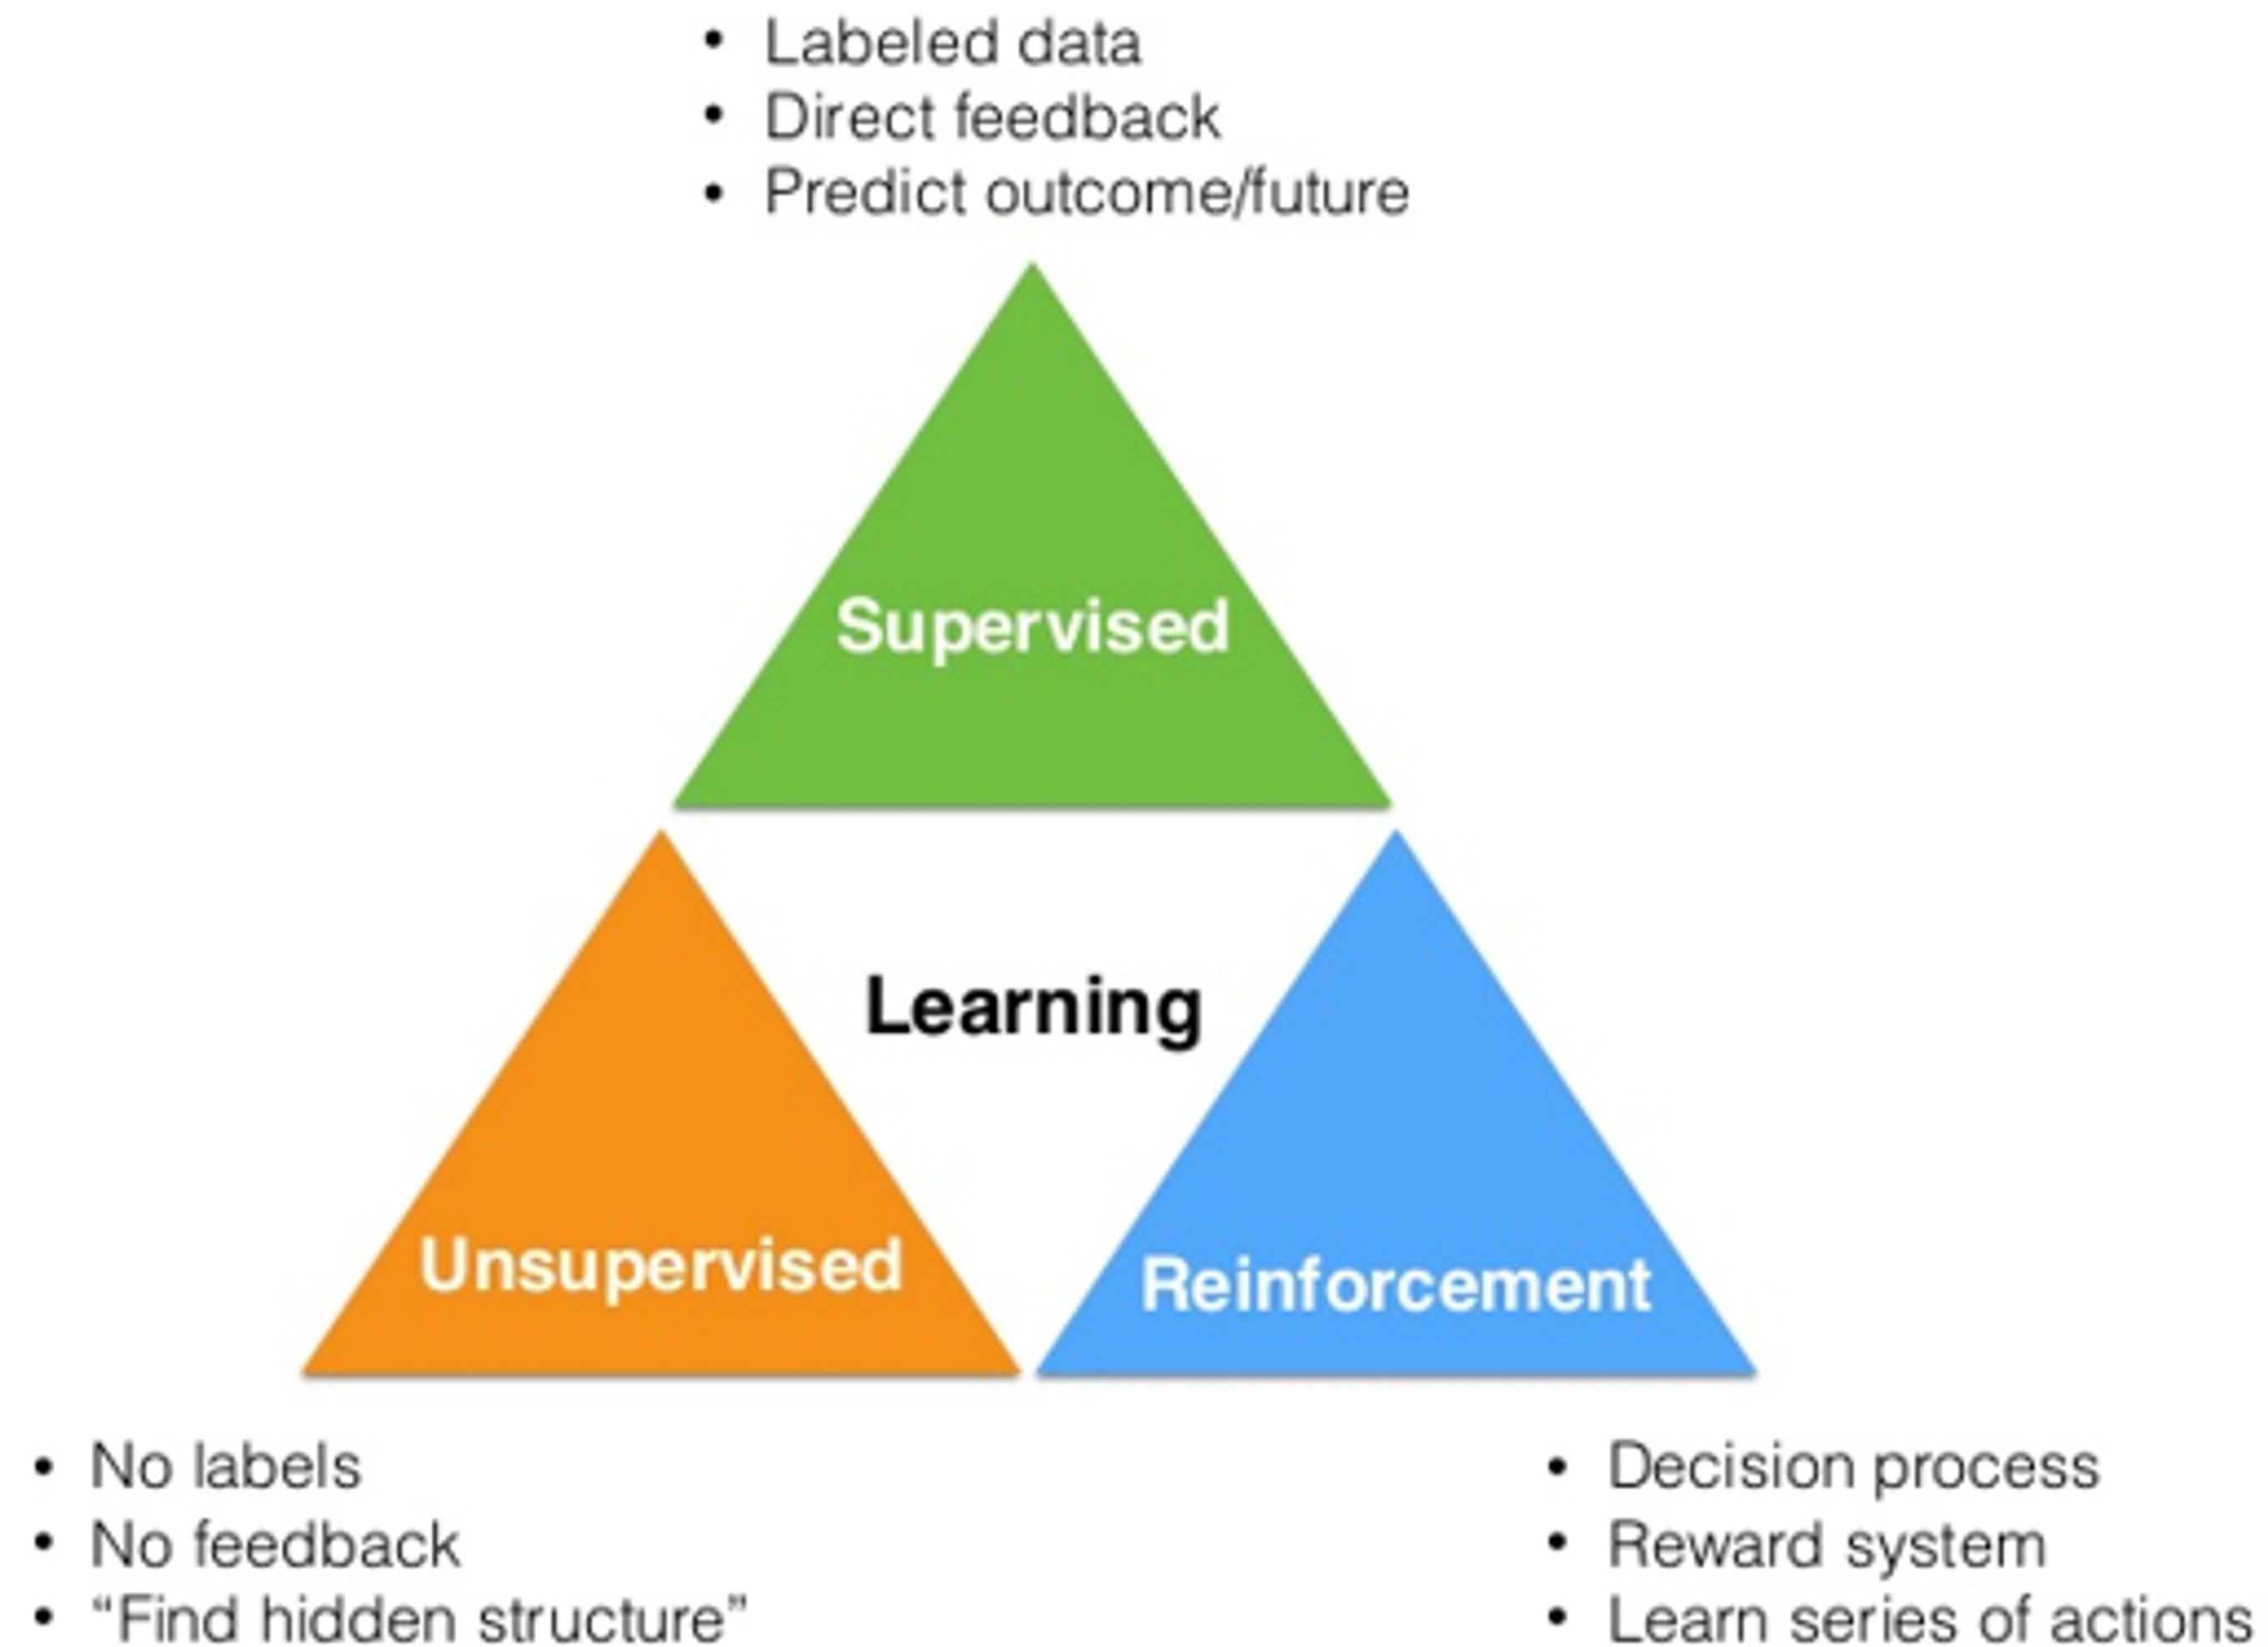 • Labeled data
• Direct feedback
• Predict outcome/future
Supervised
Learning
Unsupervised
Reinforcement
• No labels
• No feedback
• “Find hidden structure”
• Decision process
• Reward system
• Learn series of actions